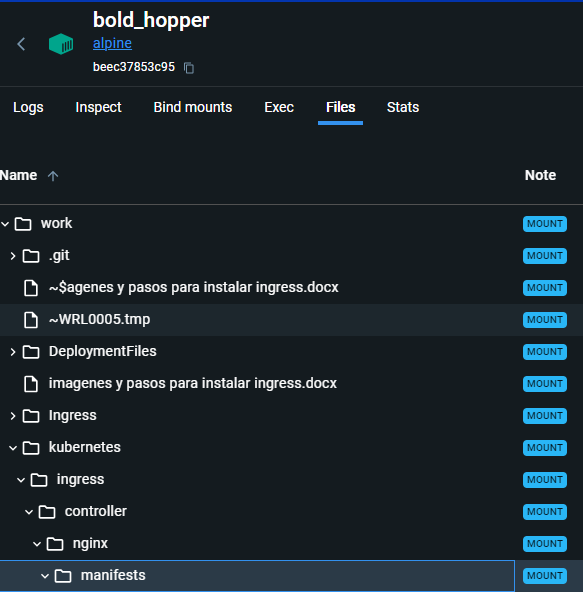 bold_hopper
alpine
beec37853c95
Logs Inspect Bind mounts Exec Files Stats
Name Note
work MOUNT
.git MOUNT
~$agenes y pasos para instalar ingress.docx MOUNT
~WRL0005.tmp MOUNT
DeploymentFiles MOUNT
imagenes y pasos para instalar ingress.docx MOUNT
Ingress MOUNT
kubernetes MOUNT
ingress MOUNT
controller MOUNT
nginx MOUNT
manifests MOUNT